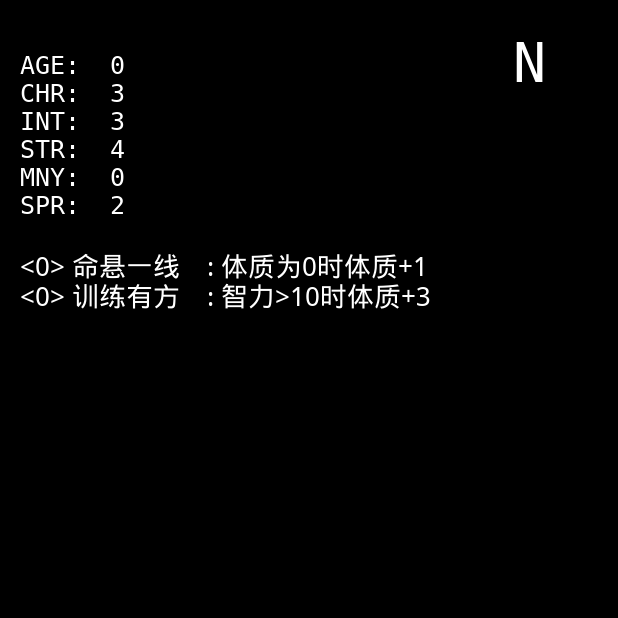 N
AGE: 0
CHR: 3
INT: 3
STR: 4
MNY: 0
SPR: 2
<0> 命悬一线 : 体质为0时体质+1
<0> 训练有方 : 智力>10时体质+3